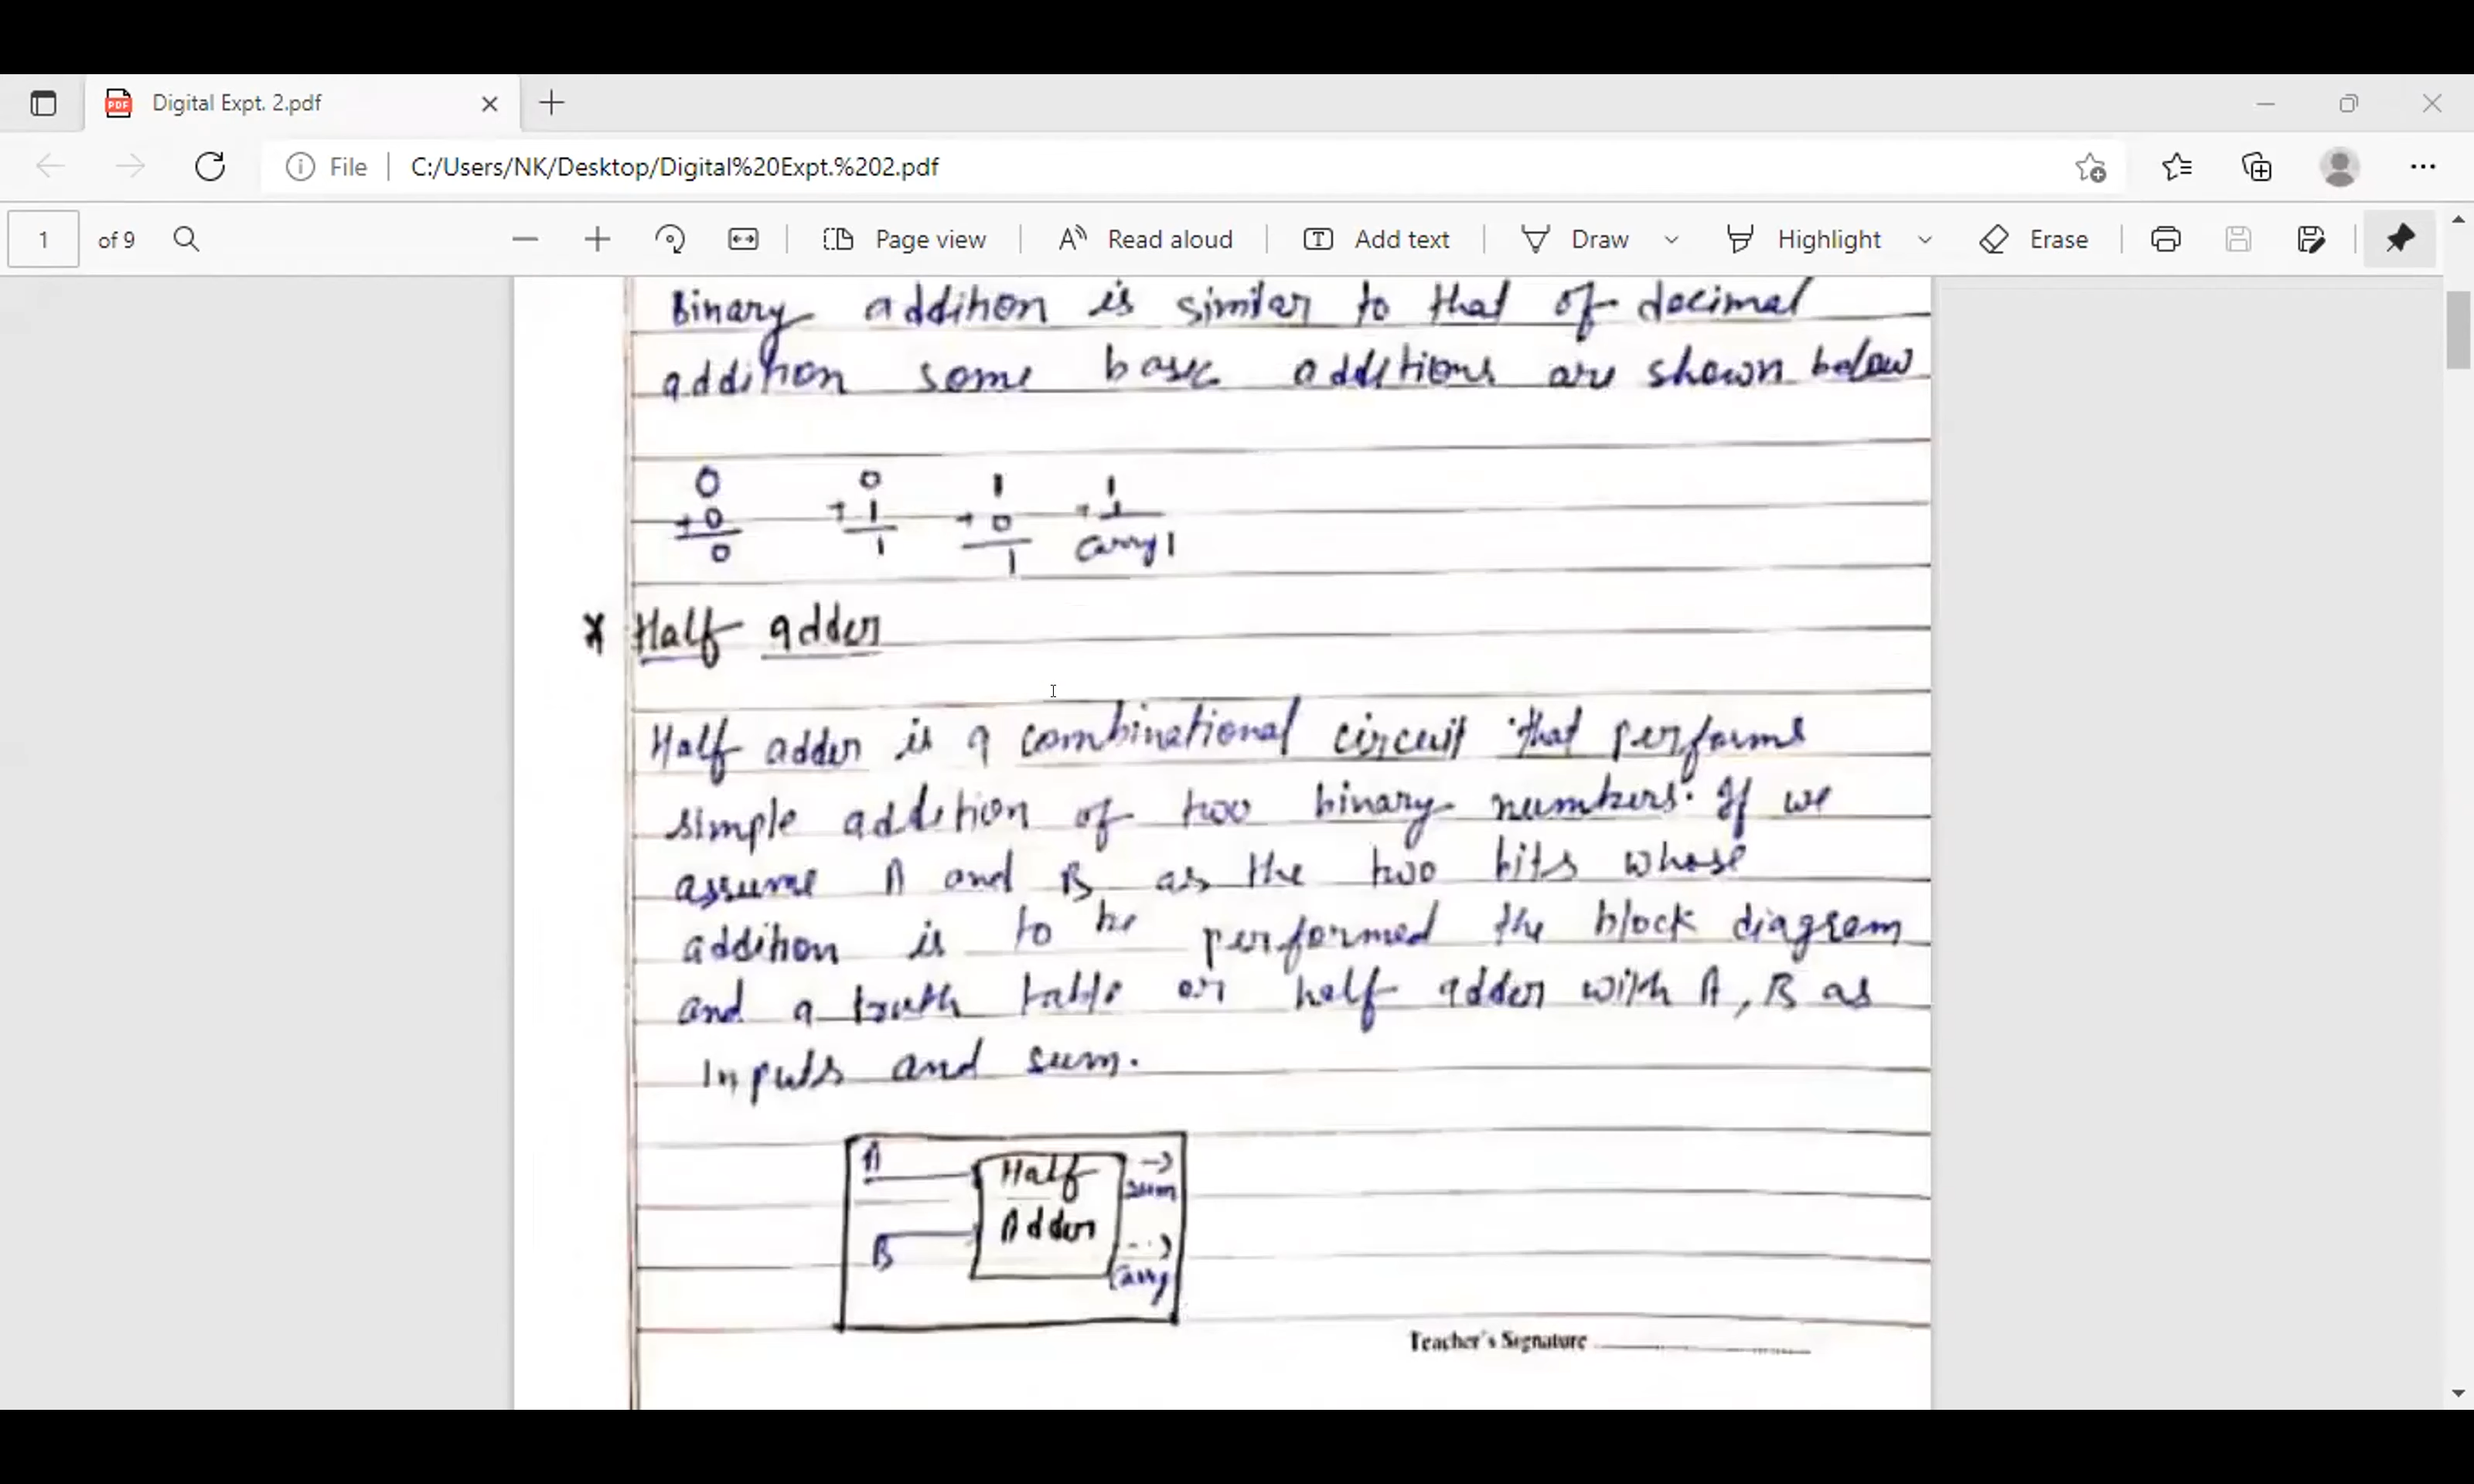 Digital Expt. 2.pdf
File C:/Users/NK/Desktop/Digital%20Expt.%202.pdf
1 of 9 Page view Read aloud Add text Draw Highlight Erase
Binary addition is similar to that of decimal
addition some basic additions are shown below
0 0 1 1
+0 +1 +0 +1
0 1 1 carry1
* Half adder
Half adder is a combinational circuit that performs
simple addition of two binary numbers. If we
assume A and B as the two bits whose
addition is to be performed the block diagram
and a truth table or half adder with A, B as
inputs and sum.
A Half → sum
B Adder → Carry
Teacher's Signature